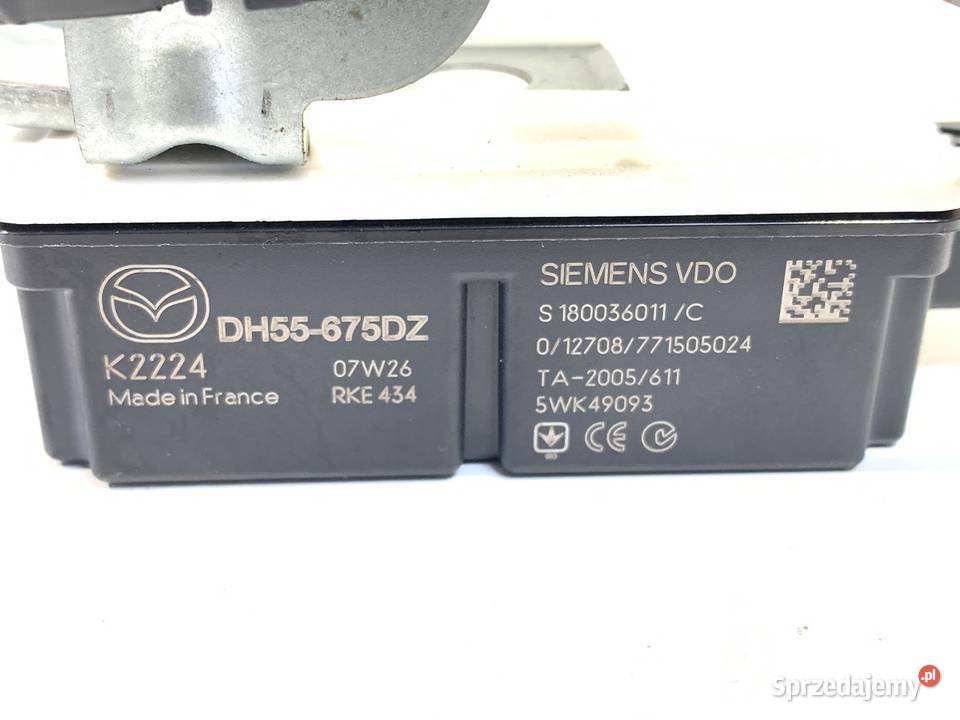 DH55-675DZ
K2224
07W26
Made in France
RKE 434
SIEMENS VDO
S 180036011 /C
0/12708/771505024
TA-2005/611
5WK49093
CE
Sprzedajemy.pl